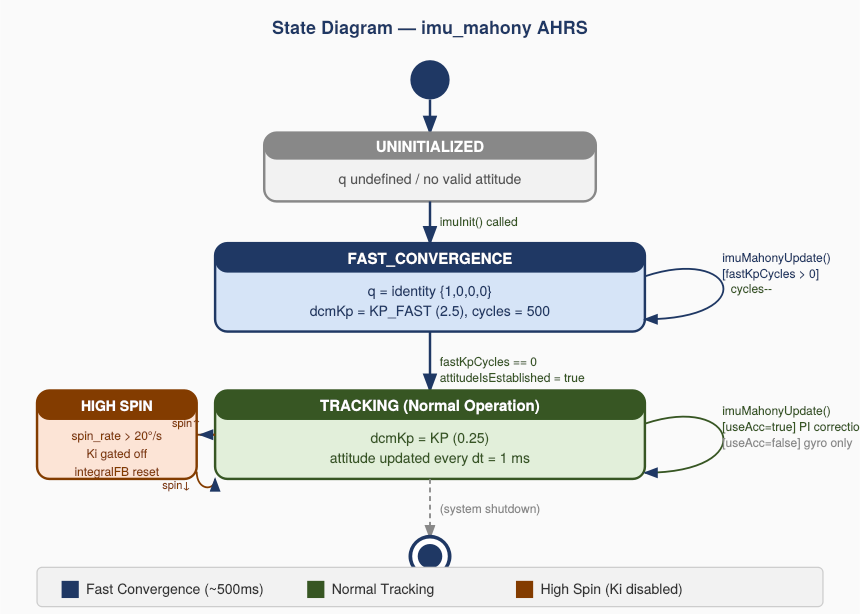 State Diagram — imu_mahony AHRS
UNINITIALIZED
q undefined / no valid attitude
imuInit() called
FAST_CONVERGENCE
q = identity {1,0,0,0}
dcmKp = KP_FAST (2.5), cycles = 500
imuMahonyUpdate()
[fastKpCycles > 0]
cycles--
fastKpCycles == 0
attitudeIsEstablished = true
HIGH SPIN
spin↑
spin_rate > 20°/s
Ki gated off
integralFB reset
spin↓
TRACKING (Normal Operation)
dcmKp = KP (0.25)
attitude updated every dt = 1 ms
imuMahonyUpdate()
[useAcc=true] PI correctio
[useAcc=false] gyro only
(system shutdown)
Fast Convergence (~500ms)
Normal Tracking
High Spin (Ki disabled)